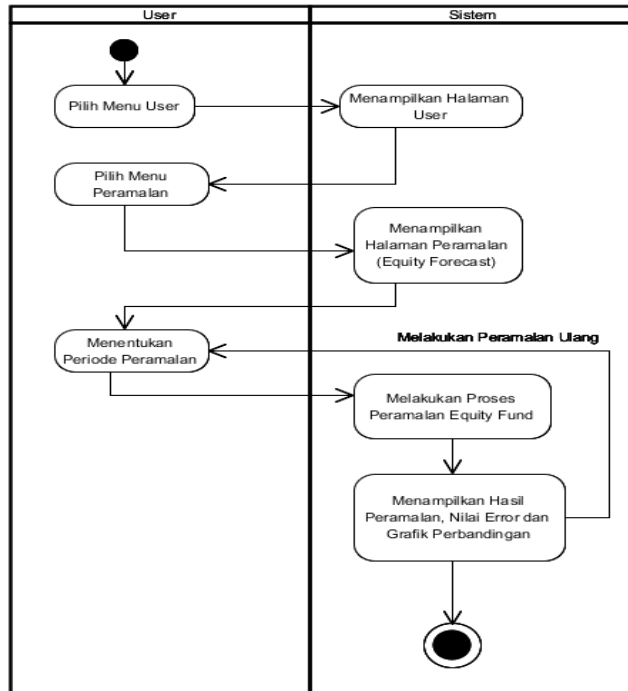 User
Sistem
Pilih Menu User
Menampilkan Halaman
User
Pilih Menu
Peramalan
Menampilkan
Halaman Peramalan
(Equity Forecast)
Menentukan
Periode Peramalan
Melakukan Peramalan Ulang
Melakukan Proses
Peramalan Equity Fund
Menampilkan Hasil
Peramalan, Nilai Error dan
Grafik Perbandingan